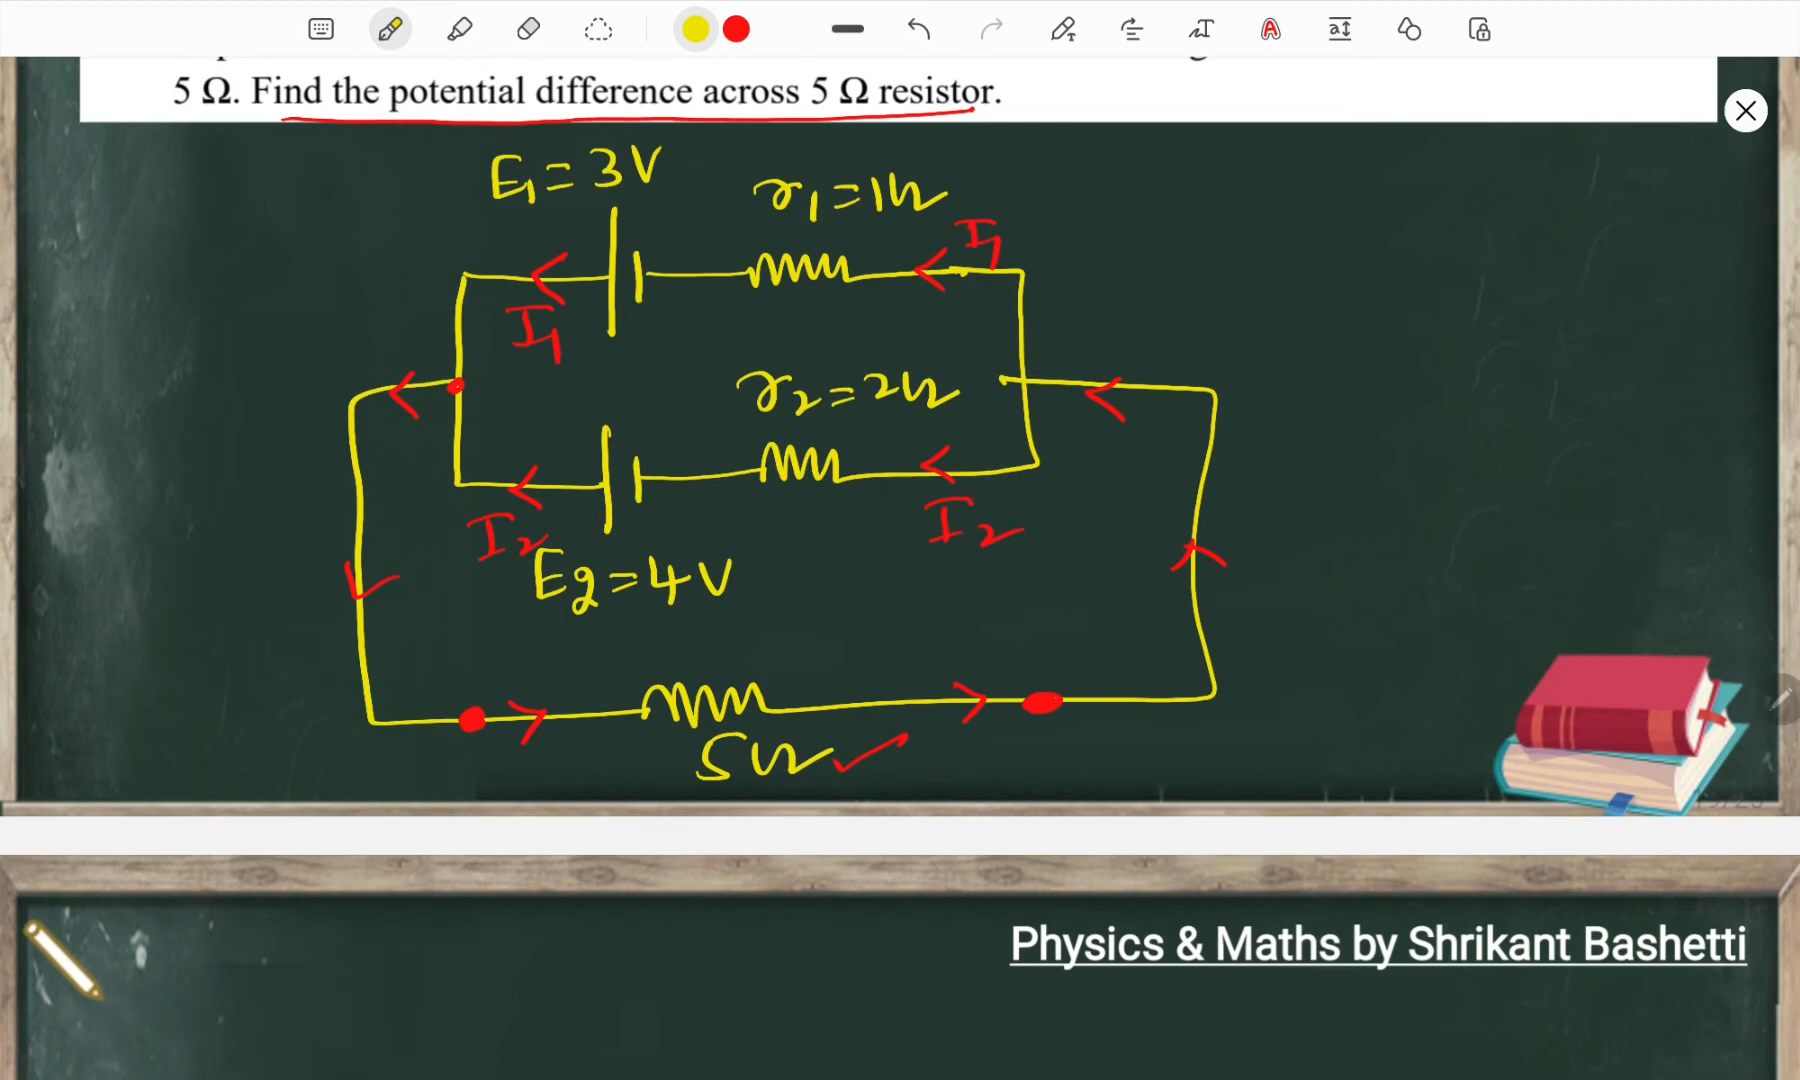 5 Ω. Find the potential difference across 5 Ω resistor.
E1 = 3V
r1 = 1Ω
I1
I1
r2 = 2Ω
I2
I2
E2 = 4V
5Ω
Physics & Maths by Shrikant Bashetti